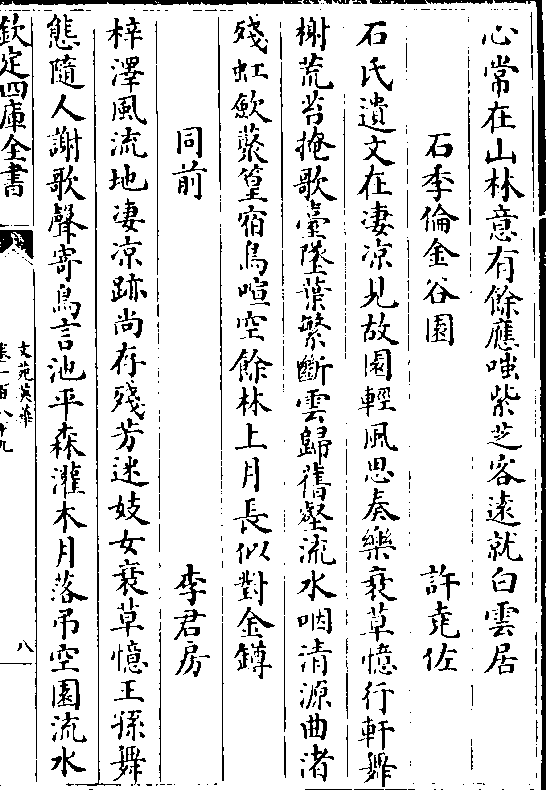 心常在山林意有餘應嗤紫芝客遠就白雲居
石季倫金谷園
許堯佐
石氏遺文在淒涼見故園輕風思奏樂衰草憶行軒舞
榭荒苔掩歌臺墜葉繁斷雲歸舊壑流水咽清源曲渚
殘虹斂叢篁宿鳥喧空餘林上月長似對金罇
同前
李君房
梓澤風流地淒涼跡尚存殘芳迷妓女衰草憶王孫舞
態隨人謝歌聲寄鳥言池平森灌木月落吊空園流水
欽定四庫全書
文苑英華
卷一百八十九
八